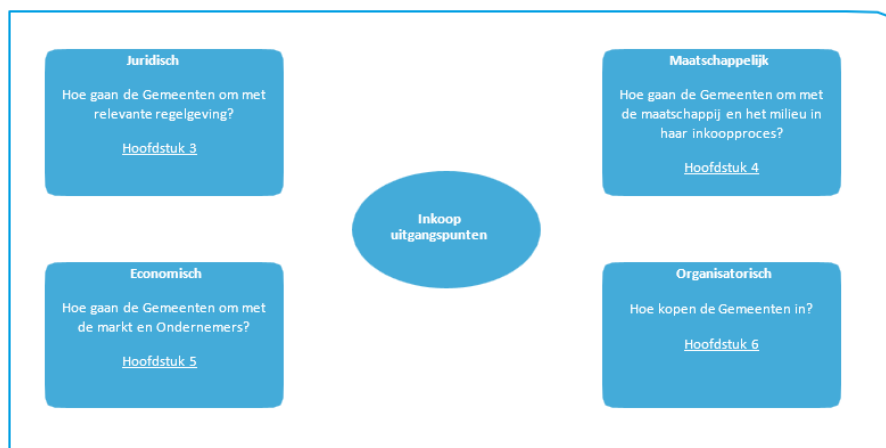 Juridisch
Hoe gaan de Gemeenten om met
relevante regelgeving?
Hoofdstuk 3
Maatschappelijk
Hoe gaan de Gemeenten om met
de maatschappij en het milieu in
haar inkoopproces?
Hoofdstuk 4
Inkoop
uitgangspunten
Economisch
Hoe gaan de Gemeenten om met
de markt en Ondernemers?
Hoofdstuk 5
Organisatorisch
Hoe kopen de Gemeenten in?
Hoofdstuk 6